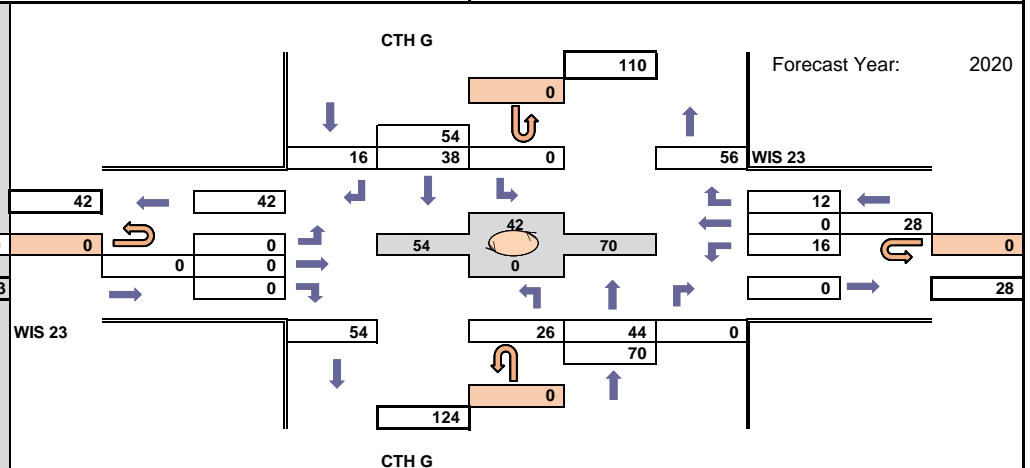 CTH G
110
Forecast Year: 2020
0
54
16 38 0 56 WIS 23
42 42 12
42 0 28
0 0 54 70 16 0
0 0 0
3 0 0 28
WIS 23 54 26 44 0
70
0
124
CTH G